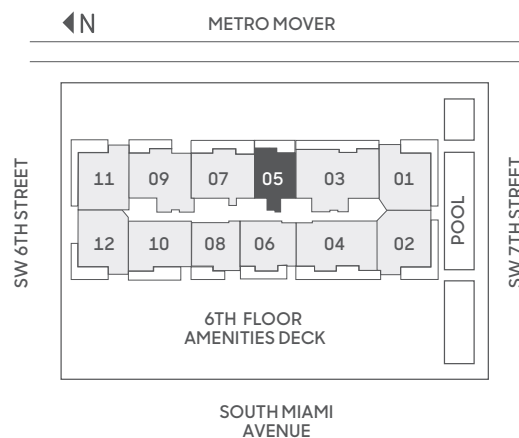 N
METRO MOVER
SW 6TH STREET
11
09
07
05
03
01
12
10
08
06
04
02
POOL
SW 7TH STREET
6TH FLOOR
AMENITIES DECK
SOUTH MIAMI
AVENUE